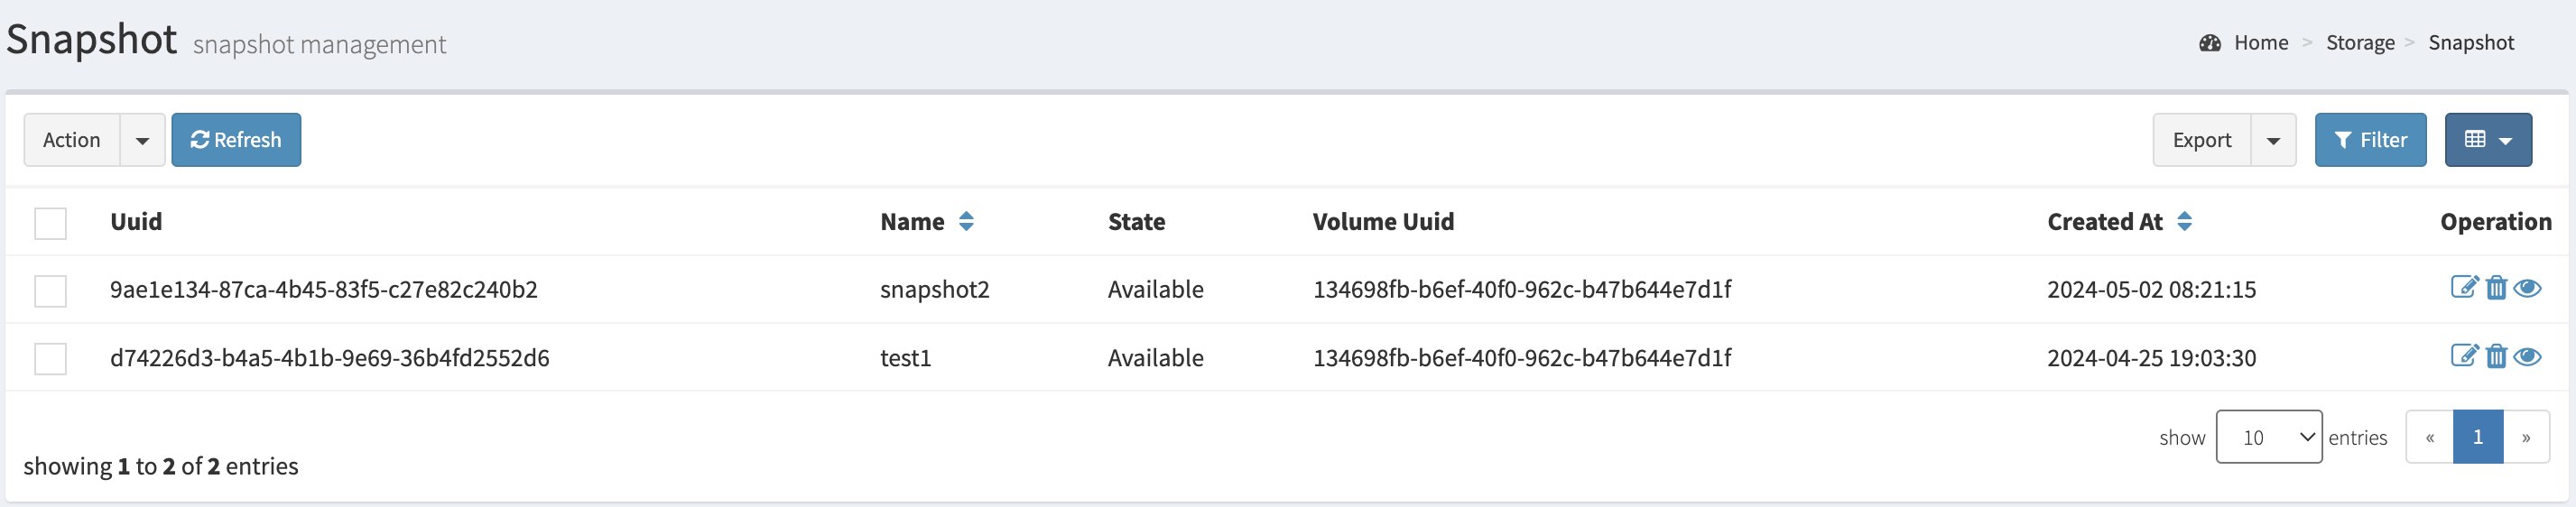 Snapshot snapshot management
Home > Storage > Snapshot
Action Refresh Export Filter
Uuid Name State Volume Uuid Created At Operation
9ae1e134-87ca-4b45-83f5-c27e82c240b2 snapshot2 Available 134698fb-b6ef-40f0-962c-b47b644e7d1f 2024-05-02 08:21:15
d74226d3-b4a5-4b1b-9e69-36b4fd2552d6 test1 Available 134698fb-b6ef-40f0-962c-b47b644e7d1f 2024-04-25 19:03:30
show 10 entries « 1 »
showing 1 to 2 of 2 entries